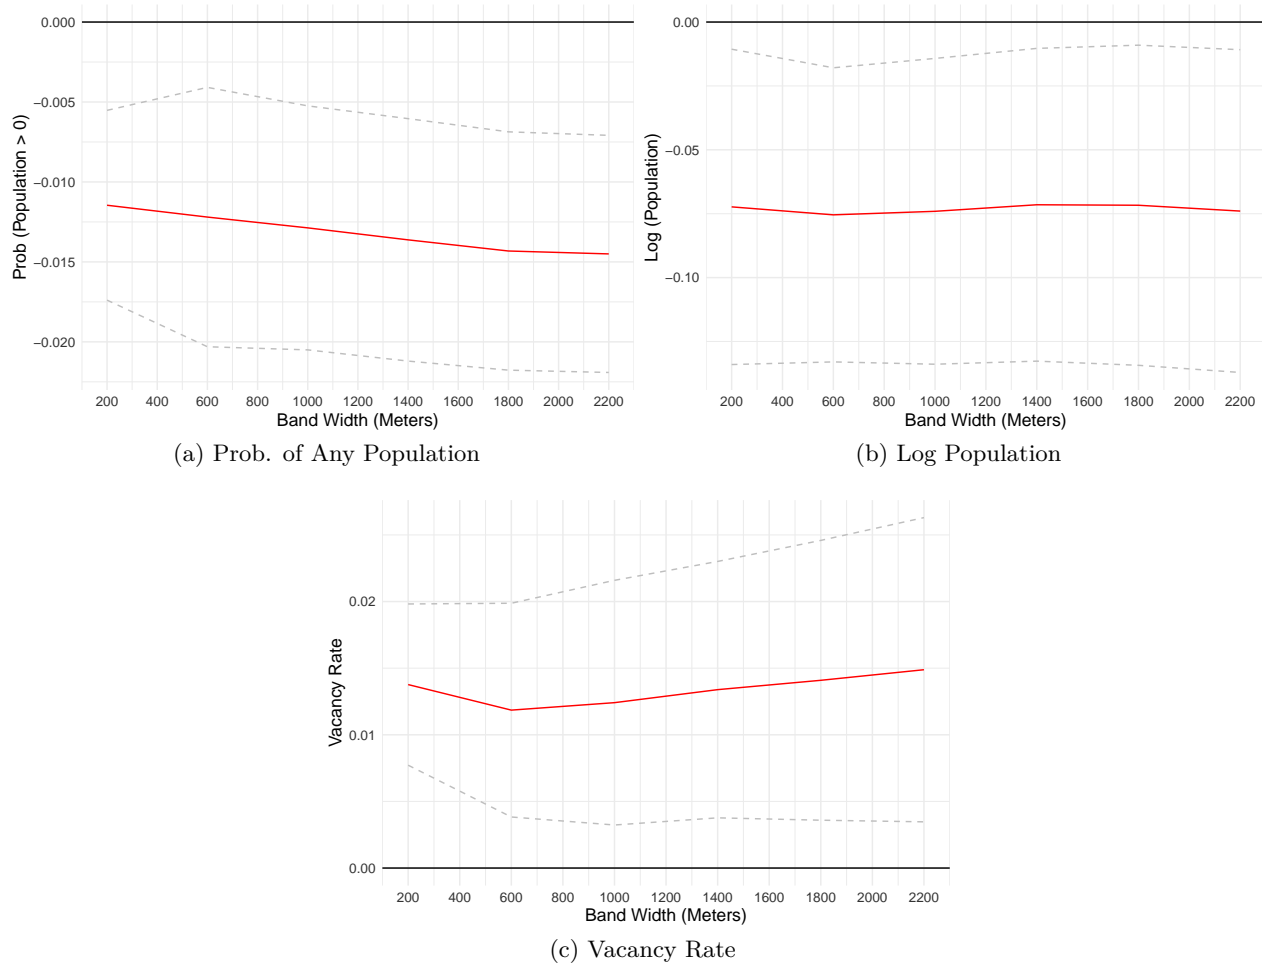 0.000
−0.005
−0.010
−0.015
−0.020
Prob (Population > 0)
200 400 600 800 1000 1200 1400 1600 1800 2000 2200
Band Width (Meters)
(a) Prob. of Any Population
0.00
−0.05
−0.10
Log (Population)
200 400 600 800 1000 1200 1400 1600 1800 2000 2200
Band Width (Meters)
(b) Log Population
0.02
0.01
0.00
Vacancy Rate
200 400 600 800 1000 1200 1400 1600 1800 2000 2200
Band Width (Meters)
(c) Vacancy Rate